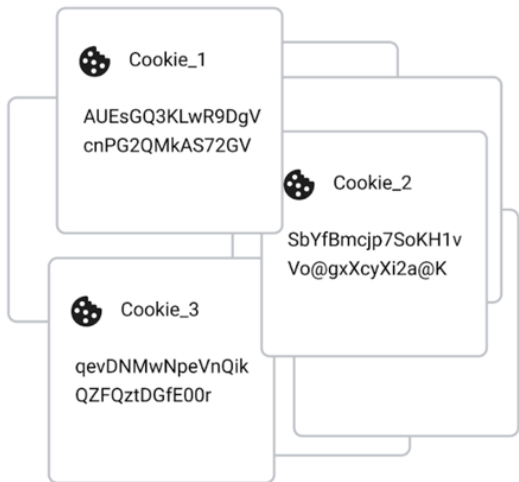 Cookie_1
AUEsGQ3KLwR9DgV
cnPG2QMkAS72GV
Cookie_2
SbYfBmcjp7SoKH1v
Vo@gxXcyXi2a@K
Cookie_3
qevDNMwNpeVnQik
QZFQztDGfE00r